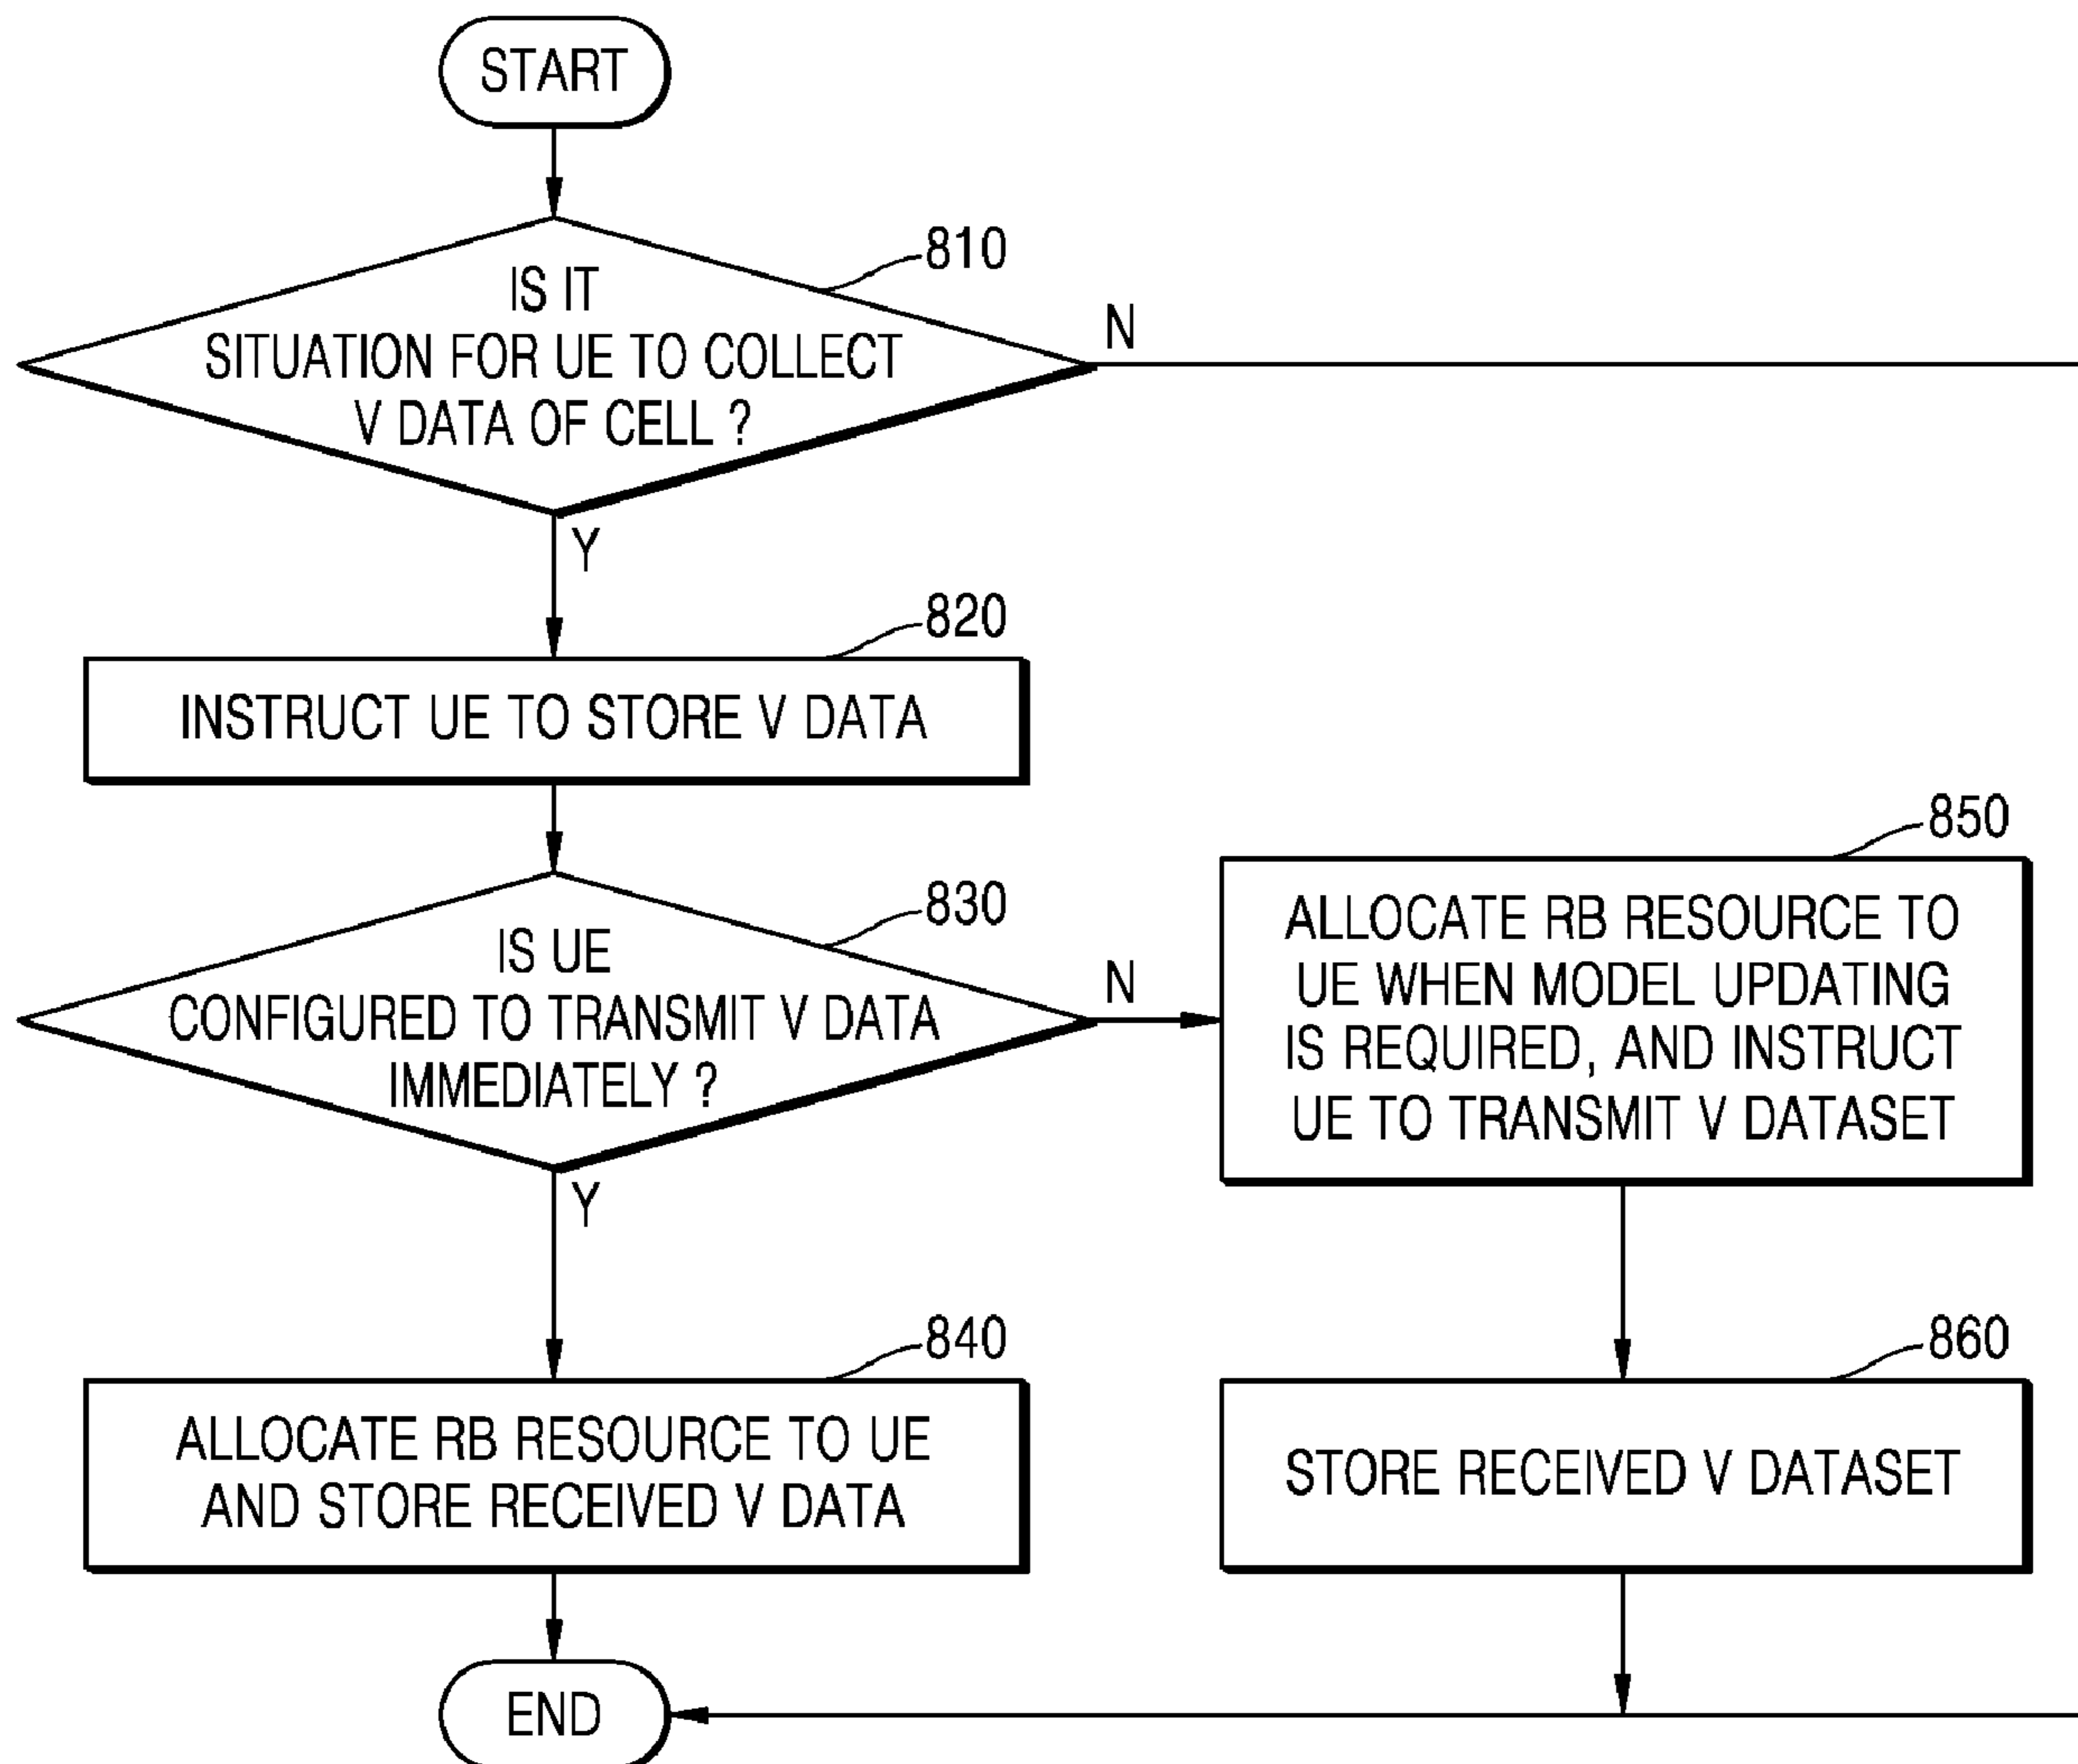 START
810
IS IT
SITUATION FOR UE TO COLLECT
V DATA OF CELL ?
N
Y
820
INSTRUCT UE TO STORE V DATA
830
IS UE
CONFIGURED TO TRANSMIT V DATA
IMMEDIATELY ?
N
Y
850
ALLOCATE RB RESOURCE TO
UE WHEN MODEL UPDATING
IS REQUIRED, AND INSTRUCT
UE TO TRANSMIT V DATASET
840
ALLOCATE RB RESOURCE TO UE
AND STORE RECEIVED V DATA
860
STORE RECEIVED V DATASET
END